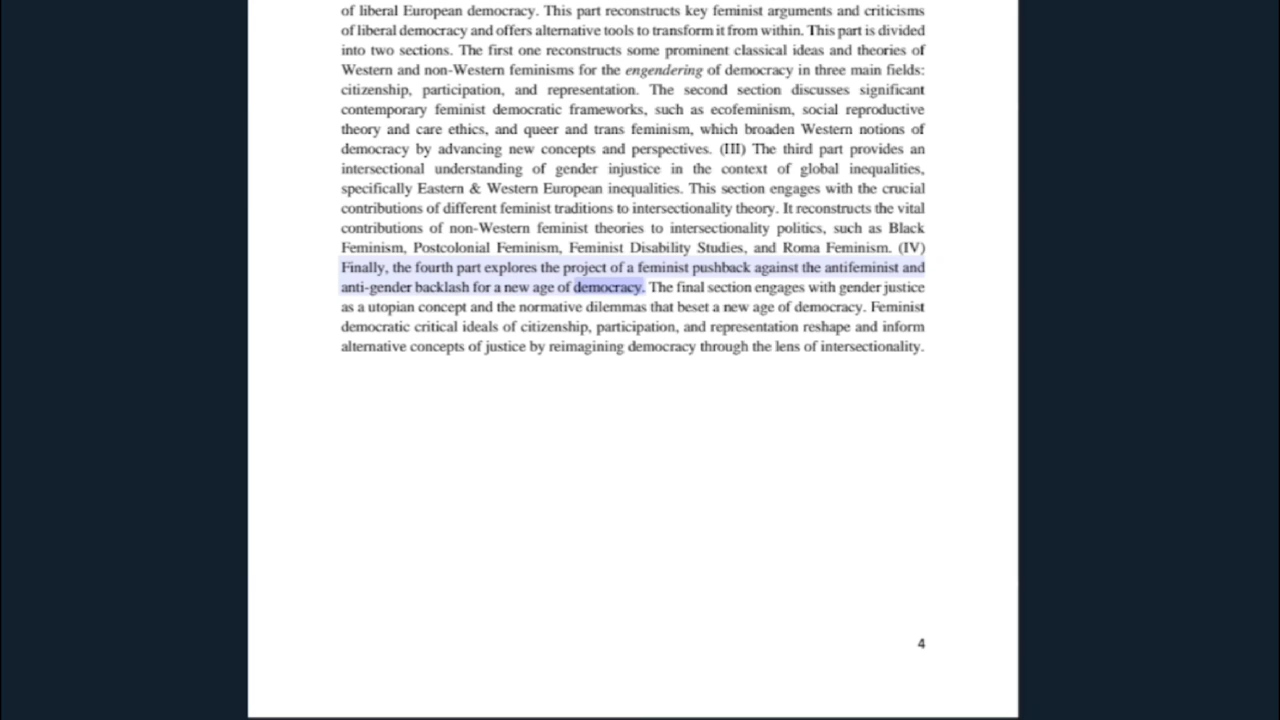 of liberal European democracy. This part reconstructs key feminist arguments and criticisms
of liberal democracy and offers alternative tools to transform it from within. This part is divided
into two sections. The first one reconstructs some prominent classical ideas and theories of
Western and non-Western feminisms for the engendering of democracy in three main fields:
citizenship, participation, and representation. The second section discusses significant
contemporary feminist democratic frameworks, such as ecofeminism, social reproductive
theory and care ethics, and queer and trans feminism, which broaden Western notions of
democracy by advancing new concepts and perspectives. (III) The third part provides an
intersectional understanding of gender injustice in the context of global inequalities,
specifically Eastern & Western European inequalities. This section engages with the crucial
contributions of different feminist traditions to intersectionality theory. It reconstructs the vital
contributions of non-Western feminist theories to intersectionality politics, such as Black
Feminism, Postcolonial Feminism, Feminist Disability Studies, and Roma Feminism. (IV)
Finally, the fourth part explores the project of a feminist pushback against the antifeminist and
anti-gender backlash for a new age of democracy. The final section engages with gender justice
as a utopian concept and the normative dilemmas that beset a new age of democracy. Feminist
democratic critical ideals of citizenship, participation, and representation reshape and inform
alternative concepts of justice by reimagining democracy through the lens of intersectionality.
4